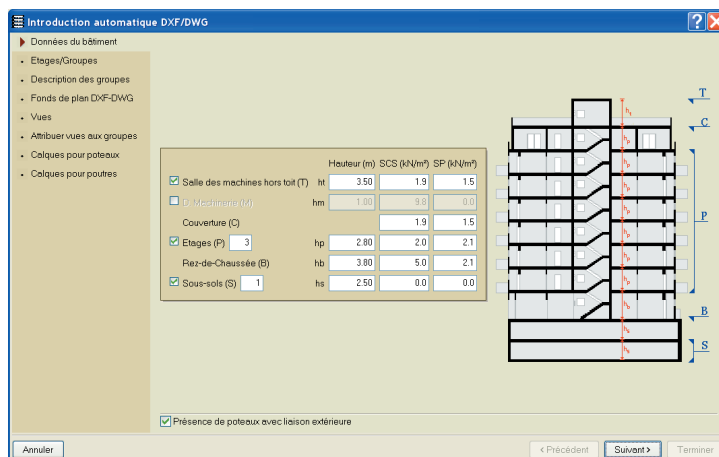 Introduction automatique DXF/DWG
Données du bâtiment
Etages/Groupes
Description des groupes
Fonds de plan DXF-DWG
Vues
Attribuer vues aux groupes
Calques pour poteaux
Calques pour poutres
Hauteur (m) SCS (kN/m²) SP (kN/m²)
Salle des machines hors toit (T) ht 3.50 1.9 1.5
D. Machinerie (M) hm 1.00 9.8 0.0
Couverture (C) 1.9 1.5
Etages (P) 3 hp 2.80 2.0 2.1
Rez-de-Chaussée (B) hb 3.80 5.0 2.1
Sous-sols (S) 1 hs 2.50 0.0 0.0
T
C
P
B
S
Présence de poteaux avec liaison extérieure
Annuler
< Précédent Suivant > Terminer